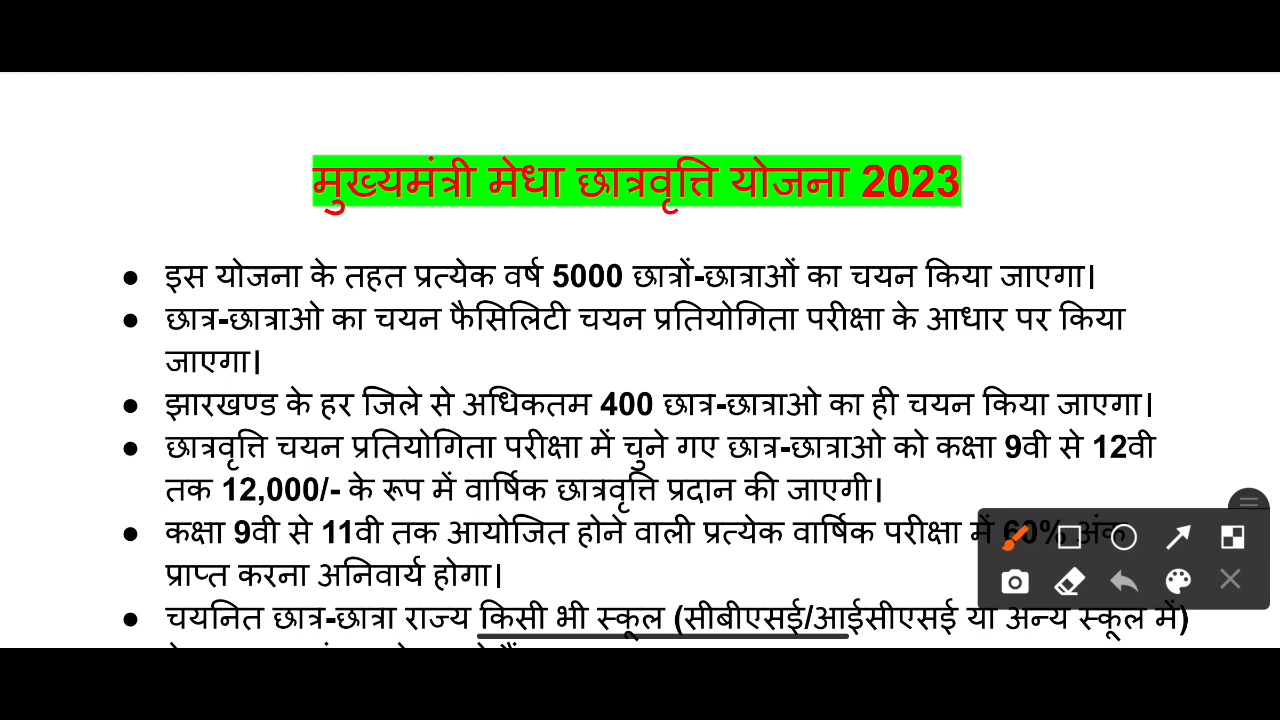 मुख्यमंत्री मेधा छात्रवृत्ति योजना 2023
● इस योजना के तहत प्रत्येक वर्ष 5000 छात्रों-छात्राओं का चयन किया जाएगा।
● छात्र-छात्राओ का चयन फैसिलिटी चयन प्रतियोगिता परीक्षा के आधार पर किया
जाएगा।
● झारखण्ड के हर जिले से अधिकतम 400 छात्र-छात्राओ का ही चयन किया जाएगा।
● छात्रवृत्ति चयन प्रतियोगिता परीक्षा में चुने गए छात्र-छात्राओ को कक्षा 9वी से 12वी
तक 12,000/- के रूप में वार्षिक छात्रवृत्ति प्रदान की जाएगी।
● कक्षा 9वी से 11वी तक आयोजित होने वाली प्रत्येक वार्षिक परीक्षा में 60% अंक
प्राप्त करना अनिवार्य होगा।
● चयनित छात्र-छात्रा राज्य किसी भी स्कूल (सीबीएसई/आईसीएसई या अन्य स्कूल में)